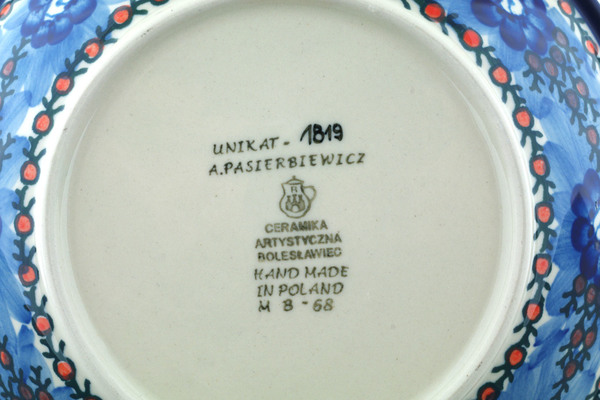 UNIKAT - 1819
A.PASIERBIEWICZ
CERAMIKA
ARTYSTYCZNA
BOLESŁAWIEC
HAND MADE
IN POLAND
M B - 68